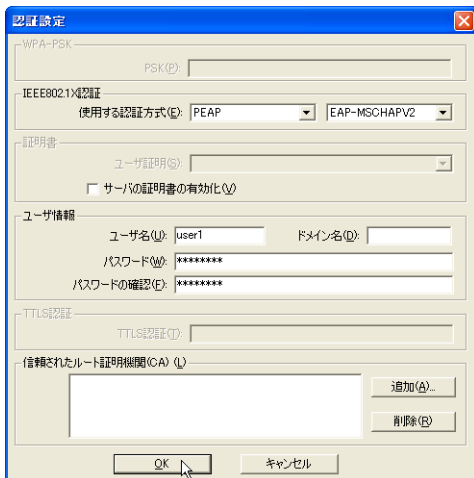 認証設定
WPA-PSK
PSK(P):
IEEE802.1X認証
使用する認証方式(E): PEAP EAP-MSCHAPV2
証明書
ユーザ証明(S):
サーバの証明書の有効化(V)
ユーザ情報
ユーザ名(U): user1 ドメイン名(D):
パスワード(W): ********
パスワードの確認(F): ********
TTLS認証
TTLS認証(T):
信頼されたルート証明機関(CA) (L)
追加(A)...
削除(R)
OK キャンセル